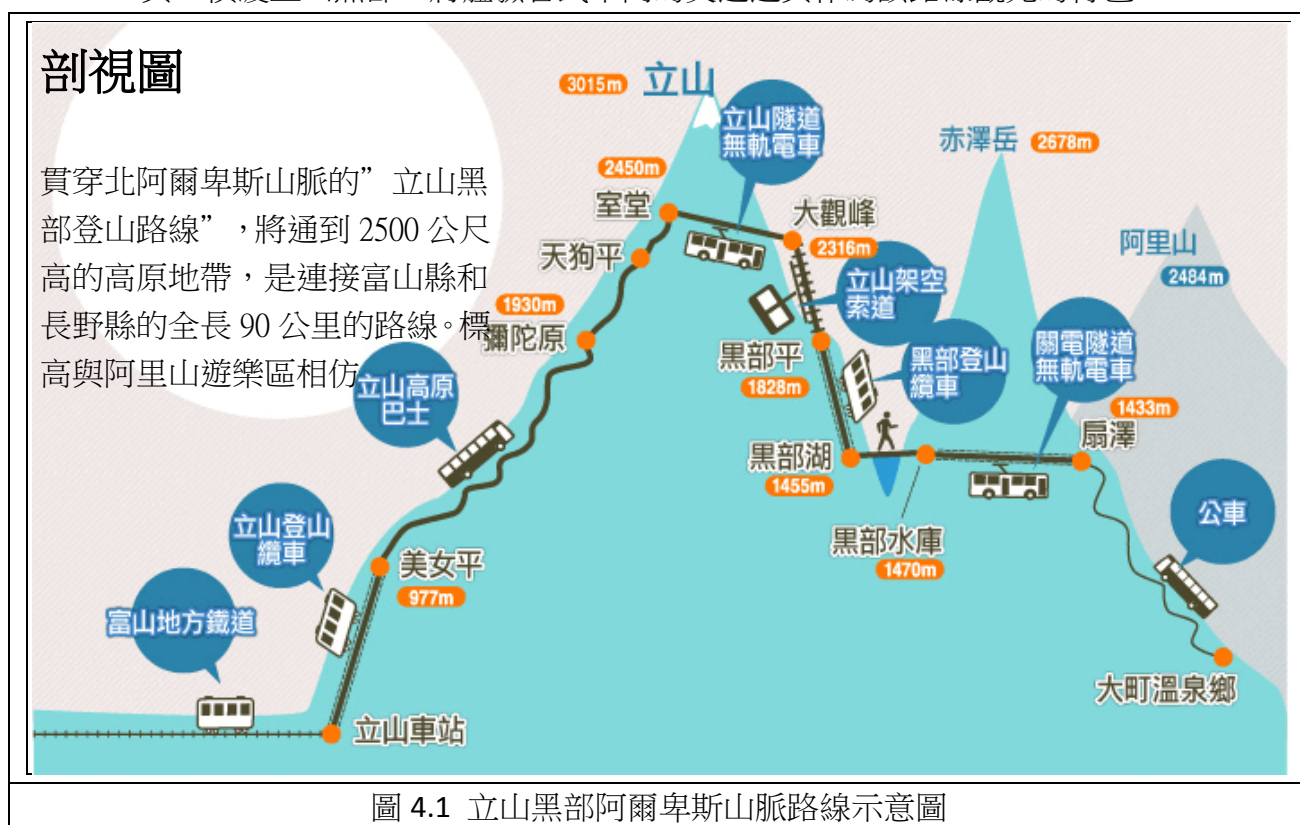 剖視圖
貫穿北阿爾卑斯山脈的”立山黑
部登山路線”，將通到 2500 公尺
高的高原地帶，是連接富山縣和
長野縣的全長 90 公里的路線。標
高與阿里山遊樂區相仿
3015m
立山
立山隧道
無軌電車
赤澤岳
2678m
2450m
室堂
大觀峰
2316m
天狗平
阿里山
2484m
立山架空
索道
1930m
彌陀原
黑部平
1828m
黑部登山
纜車
關電隧道
無軌電車
1433m
扇澤
立山高原
巴士
黑部湖
1455m
立山登山
纜車
黑部水庫
1470m
公車
美女平
977m
富山地方鐵道
大町溫泉鄉
立山車站
圖 4.1 立山黑部阿爾卑斯山脈路線示意圖